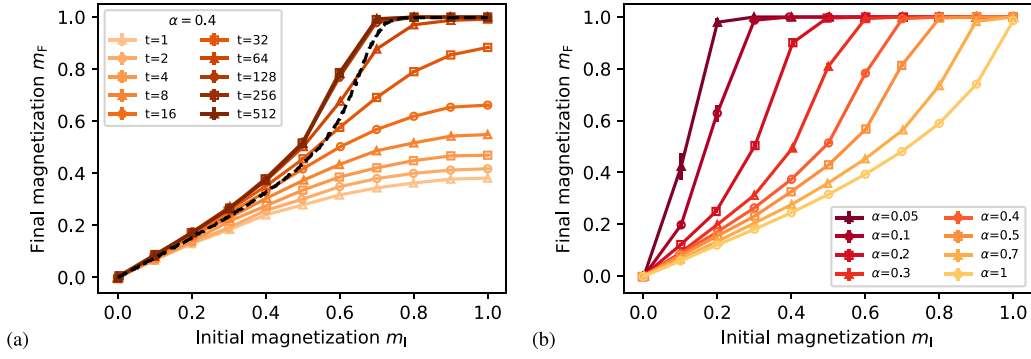 α = 0.4
t=1
t=2
t=4
t=8
t=16
t=32
t=64
t=128
t=256
t=512
Final magnetization mF
1.0
0.8
0.6
0.4
0.2
0.0
0.0 0.2 0.4 0.6 0.8 1.0
Initial magnetization mI
(a)
Final magnetization mF
1.0
0.8
0.6
0.4
0.2
0.0
α=0.05
α=0.1
α=0.2
α=0.3
α=0.4
α=0.5
α=0.7
α=1
0.0 0.2 0.4 0.6 0.8 1.0
Initial magnetization mI
(b)